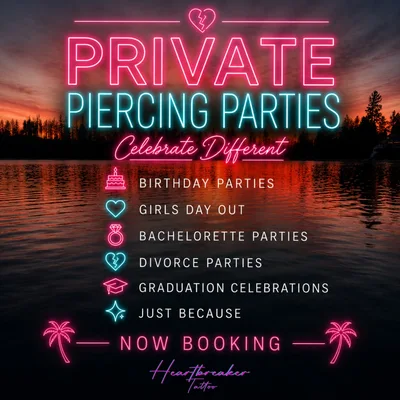 PRIVATE
PIERCING PARTIES
Celebrate Different
BIRTHDAY PARTIES
GIRLS DAY OUT
BACHELORETTE PARTIES
DIVORCE PARTIES
GRADUATION CELEBRATIONS
JUST BECAUSE
NOW BOOKING
Heartbreaker
Tattoo